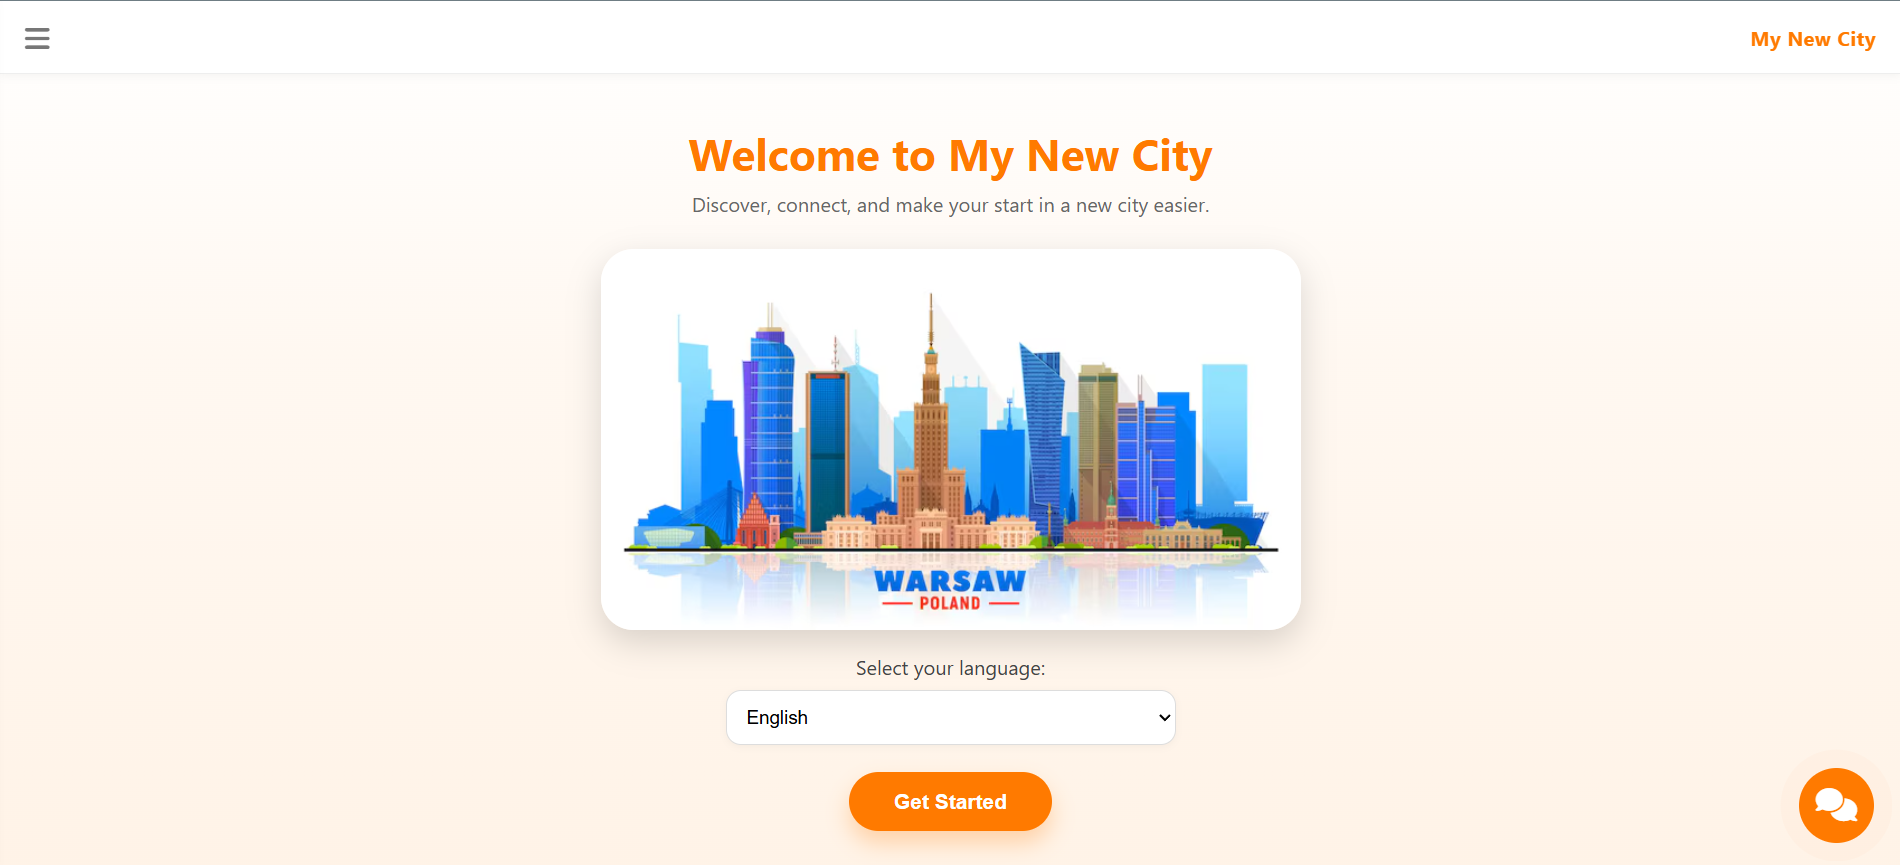 My New City
Welcome to My New City
Discover, connect, and make your start in a new city easier.
WARSAW
POLAND
Select your language:
English
Get Started